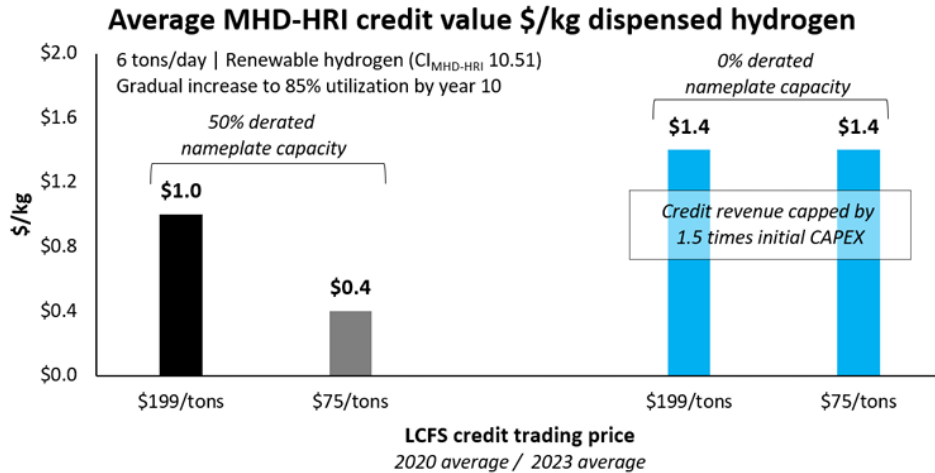 Average MHD-HRI credit value $/kg dispensed hydrogen
$2.0
$1.6
$1.2
$0.8
$0.4
$0.0
$/kg
6 tons/day | Renewable hydrogen (CI_MHD-HRI 10.51)
Gradual increase to 85% utilization by year 10
50% derated
nameplate capacity
$1.0
$0.4
0% derated
nameplate capacity
$1.4
$1.4
Credit revenue capped by
1.5 times initial CAPEX
$199/tons
$75/tons
$199/tons
$75/tons
LCFS credit trading price
2020 average / 2023 average